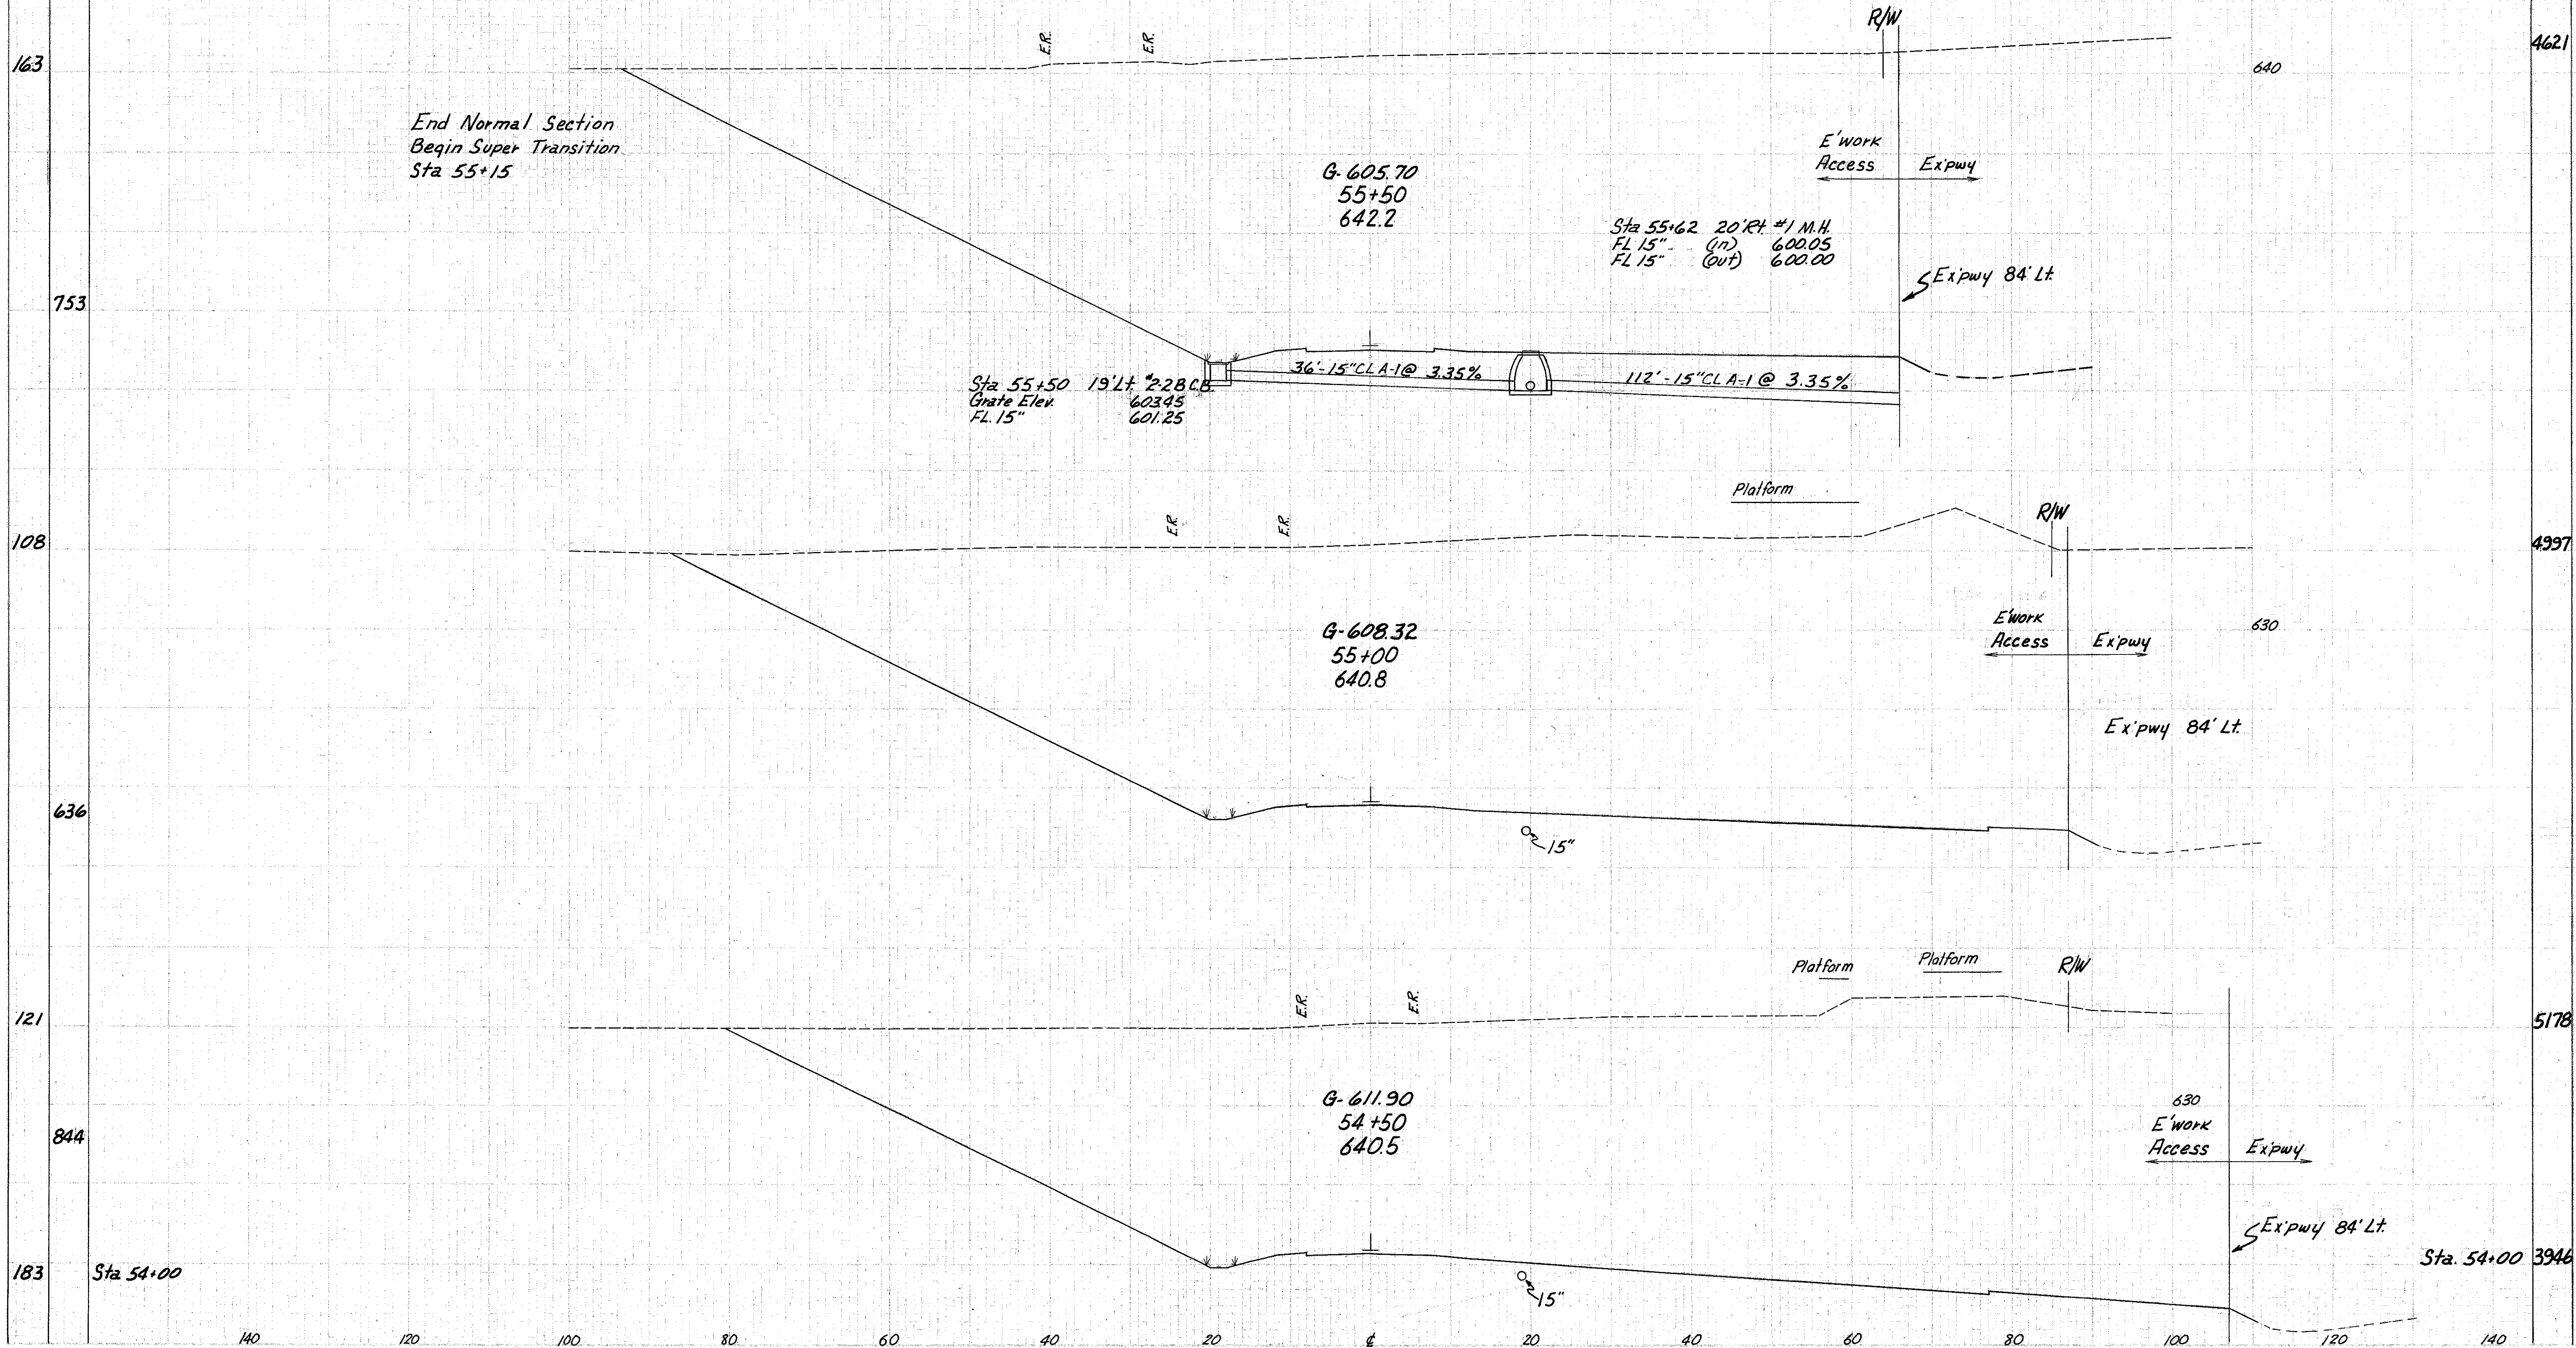 R/W
E.R.
E.R.
4621
163
640
End Normal Section
Begin Super Transition
Sta 55+15
E'work
Access Ex'pwy
G-605.70
55+50
642.2
Sta 55+62 20' Rt. #1 M.H.
FL 15" (in) 600.05
FL 15" (out) 600.00
Ex'pwy 84' Lt.
753
36'-15" CL A-1 @ 3.35%
112'-15" CL A-1 @ 3.35%
Sta 55+50 19' Lt. #2-2B C.B.
Grate Elev. 603.45
FL. 15" 601.25
Platform
R/W
E.R.
E.R.
108
4997
E'work
Access Ex'pwy
630
G-608.32
55+00
640.8
Ex'pwy 84' Lt.
636
15"
Platform
Platform
R/W
E.R.
E.R.
121
5178
G-611.90
54+50
640.5
630
E'work
Access Ex'pwy
844
Ex'pwy 84' Lt.
183
Sta 54+00
Sta. 54+00
3946
15"
140 120 100 80 60 40 20 ℄ 20 40 60 80 100 120 140